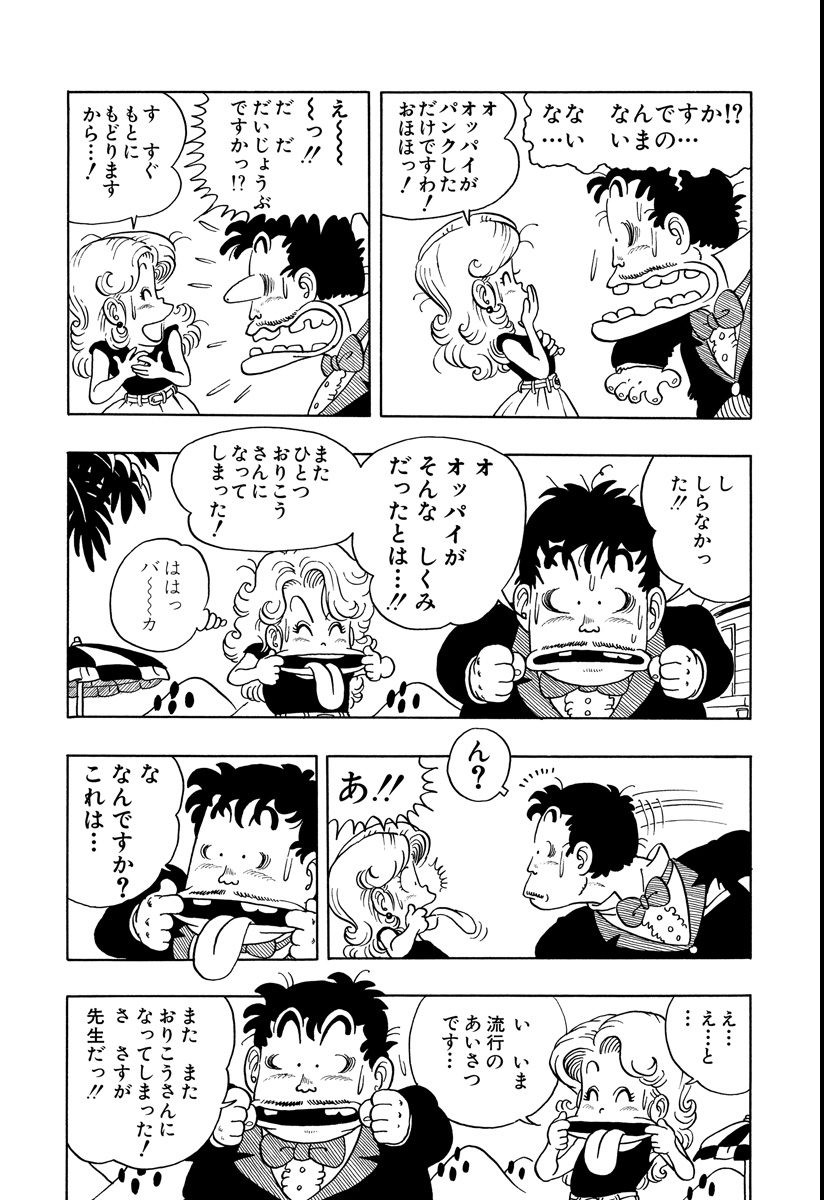 なな
…い
なんですか!?
いまの…
オ
オッパイが
パンクした
だけですわ！
おほほっ！
え〜〜
〜っ!!
だ　だ
だいじょうぶ
ですかっ!?
す　すぐ
もとに
もどります
から…！
し
しらなかっ
た!!
オ
オッパイが
そんな　しくみ
だったとは…!!
また
ひとつ
おりこう
さんに
なって
しまった！
ははっ
バ〜〜〜カ
ん？
あ!!
な
なんですか？
これは…
え…
え…と
…
い　いま
流行の
あいさつ
です…
また　また
おりこうさんに
なってしまった！
さ　さすが
先生だっ!!